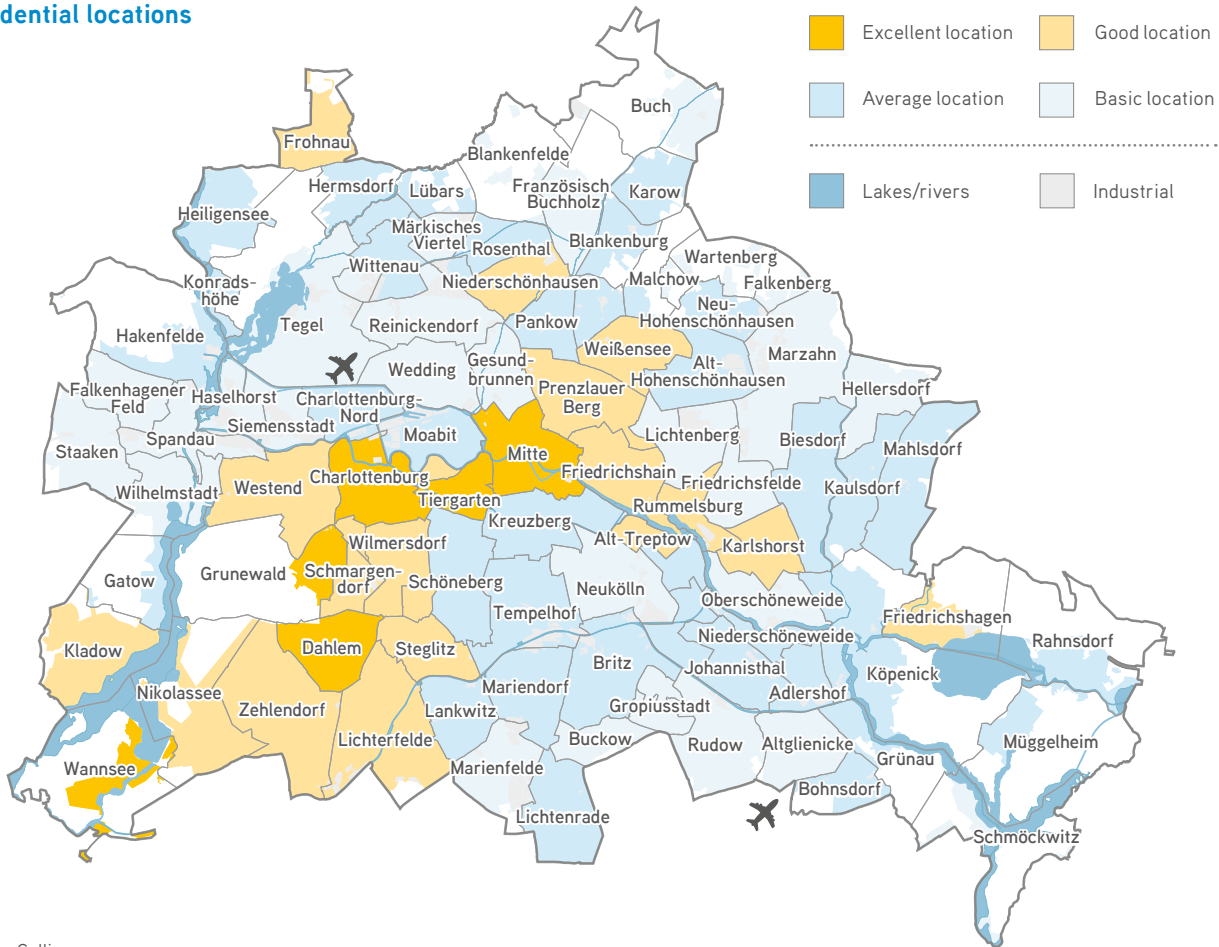 dential locations
Excellent location
Good location
Average location
Basic location
Lakes/rivers
Industrial
Buch
Frohnau
Blankenfelde
Hermsdorf
Lübars
Französisch
Buchholz
Karow
Heiligensee
Märkisches
Viertel
Rosenthal
Blankenburg
Wartenberg
Wittenau
Niederschönhausen
Malchow
Falkenberg
Konrads-
höhe
Neu-
Hohenschönhausen
Hakenfelde
Tegel
Reinickendorf
Pankow
Weißensee
Marzahn
Wedding
Gesund-
brunnen
Alt-
Hohenschönhausen
Falkenhagener
Feld
Haselhorst
Charlottenburg-
Nord
Prenzlauer
Berg
Hellersdorf
Siemensstadt
Moabit
Lichtenberg
Biesdorf
Mahlsdorf
Spandau
Staaken
Mitte
Charlottenburg
Friedrichshain
Friedrichsfelde
Wilhelmstadt
Westend
Tiergarten
Kaulsdorf
Rummelsburg
Kreuzberg
Wilmersdorf
Alt-Treptow
Karlshorst
Gatow
Grunewald
Schmargen-
dorf
Schöneberg
Neukölln
Oberschöneweide
Tempelhof
Friedrichshagen
Niederschöneweide
Rahnsdorf
Kladow
Dahlem
Steglitz
Britz
Johannisthal
Köpenick
Nikolassee
Mariendorf
Adlershof
Zehlendorf
Lankwitz
Gropiusstadt
Lichterfelde
Buckow
Rudow
Altglienicke
Müggelheim
Grünau
Wannsee
Marienfelde
Bohnsdorf
Lichtenrade
Schmöckwitz